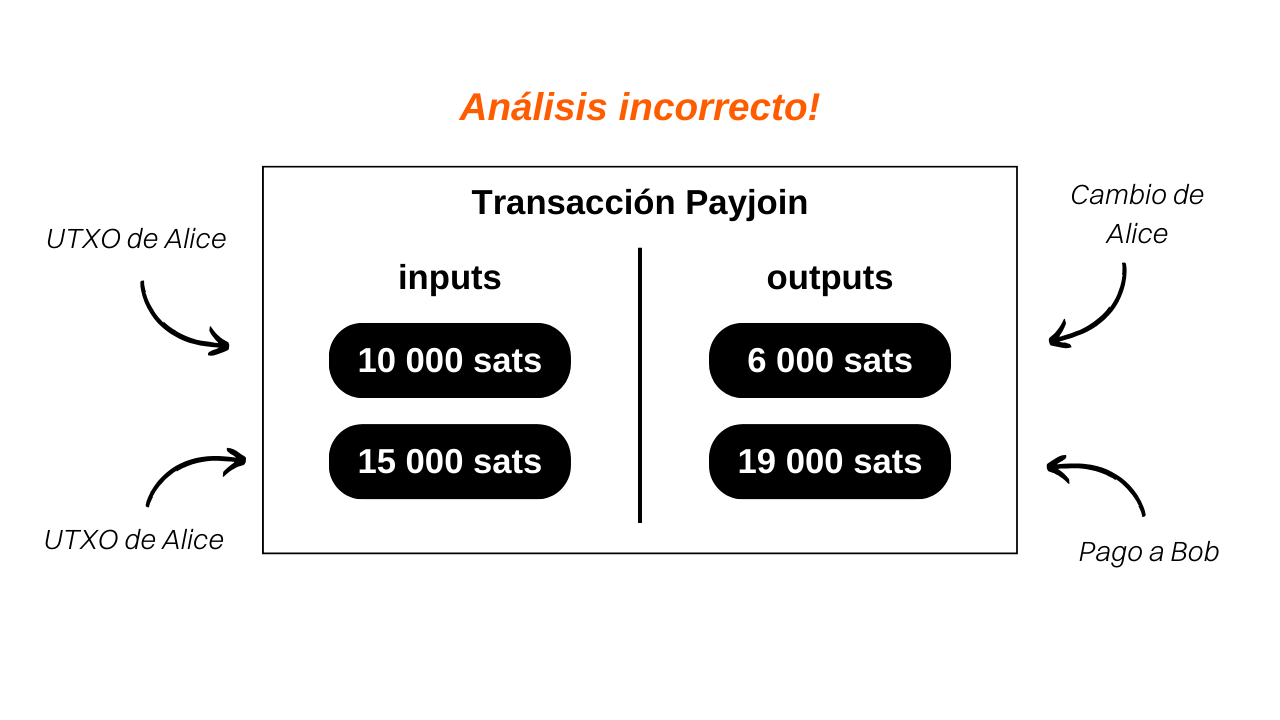 Análisis incorrecto!
Transacción Payjoin
UTXO de Alice
inputs
outputs
Cambio de
Alice
10 000 sats
6 000 sats
15 000 sats
19 000 sats
UTXO de Alice
Pago a Bob